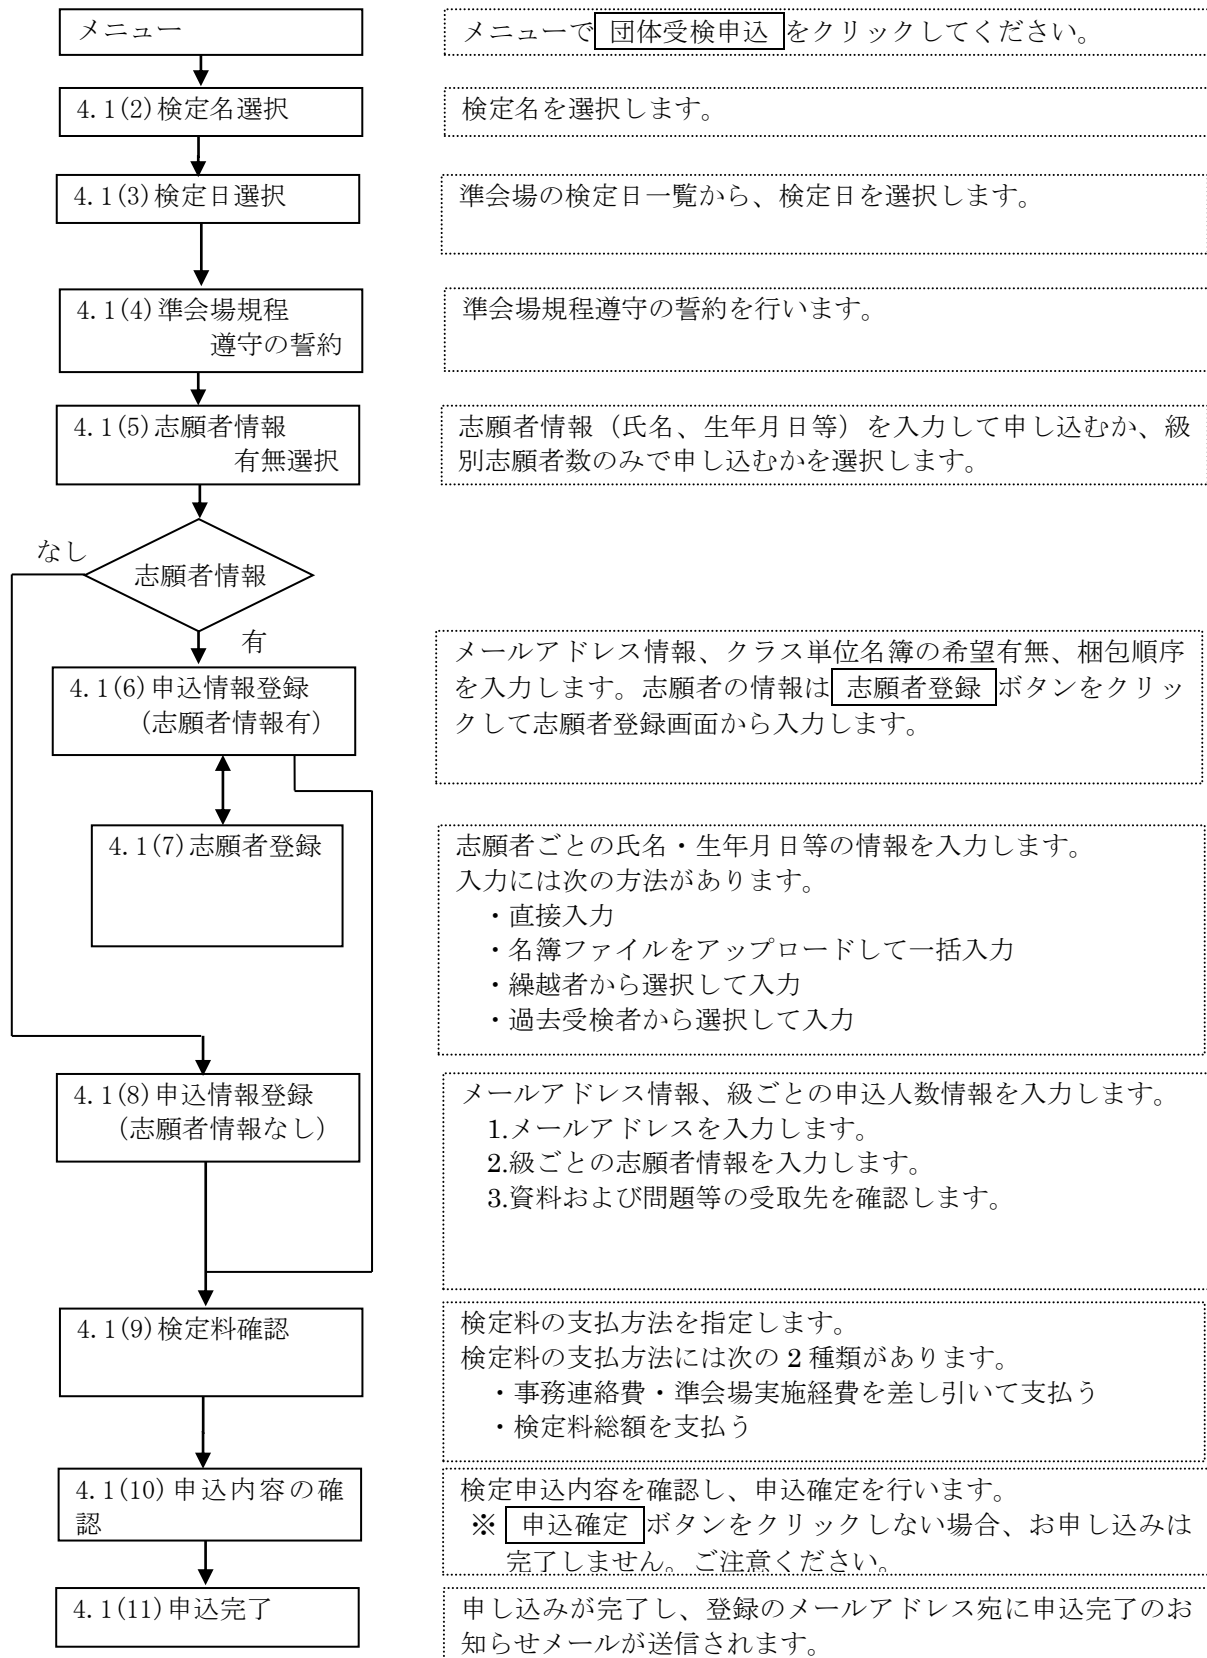 メニュー
メニューで 団体受検申込 をクリックしてください。
4.1(2)検定名選択
検定名を選択します。
4.1(3)検定日選択
準会場の検定日一覧から、検定日を選択します。
4.1(4)準会場規程
遵守の誓約
準会場規程遵守の誓約を行います。
4.1(5)志願者情報
有無選択
志願者情報（氏名、生年月日等）を入力して申し込むか、級
別志願者数のみで申し込むかを選択します。
なし
志願者情報
有
4.1(6)申込情報登録
（志願者情報有）
メールアドレス情報、クラス単位名簿の希望有無、梱包順序
を入力します。志願者の情報は 志願者登録 ボタンをクリッ
クして志願者登録画面から入力します。
4.1(7)志願者登録
志願者ごとの氏名・生年月日等の情報を入力します。
入力には次の方法があります。
・直接入力
・名簿ファイルをアップロードして一括入力
・繰越者から選択して入力
・過去受検者から選択して入力
4.1(8)申込情報登録
（志願者情報なし）
メールアドレス情報、級ごとの申込人数情報を入力します。
1.メールアドレスを入力します。
2.級ごとの志願者情報を入力します。
3.資料および問題等の受取先を確認します。
4.1(9)検定料確認
検定料の支払方法を指定します。
検定料の支払方法には次の 2 種類があります。
・事務連絡費・準会場実施経費を差し引いて支払う
・検定料総額を支払う
4.1(10)申込内容の確
認
検定申込内容を確認し、申込確定を行います。
※ 申込確定 ボタンをクリックしない場合、お申し込みは
完了しません。ご注意ください。
4.1(11)申込完了
申し込みが完了し、登録のメールアドレス宛に申込完了のお
知らせメールが送信されます。